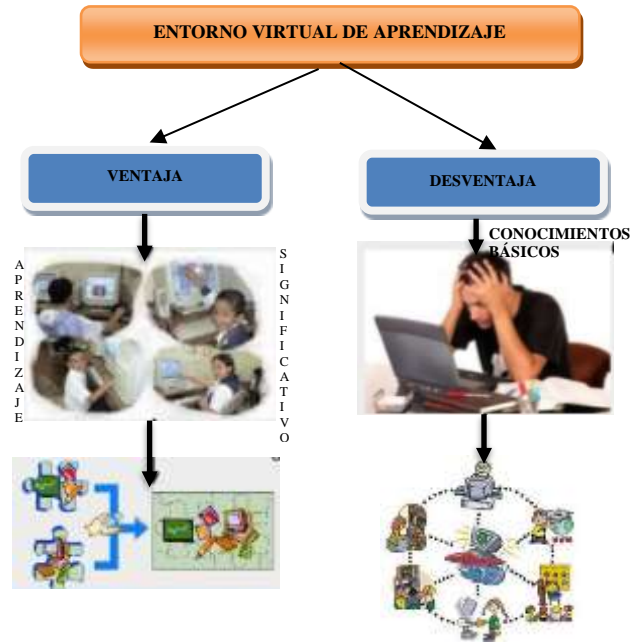 ENTORNO VIRTUAL DE APRENDIZAJE
VENTAJA
DESVENTAJA
APRENDIZAJE
SIGNIFICATIVO
CONOCIMIENTOS
BÁSICOS